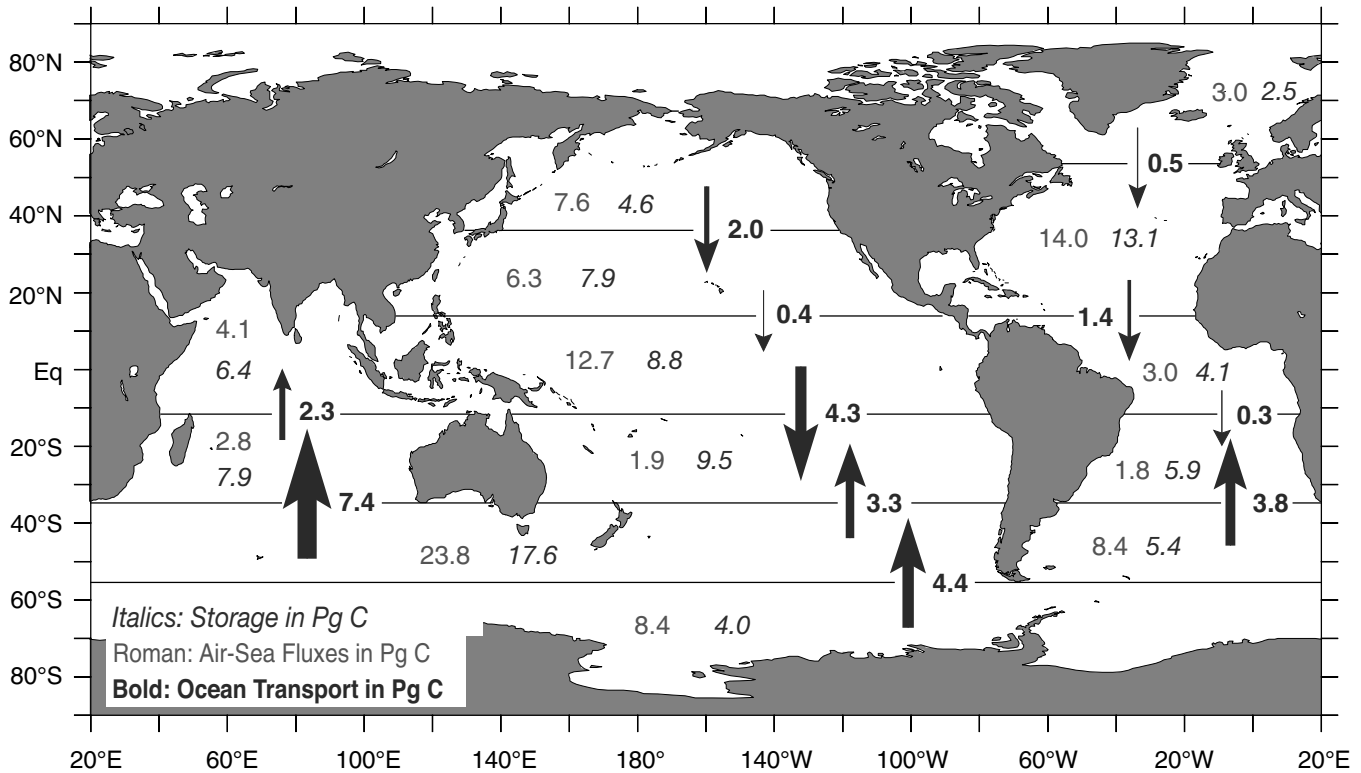 80°N
3.0 2.5
60°N
0.5
7.6 4.6
40°N
2.0
14.0 13.1
6.3 7.9
20°N
0.4
1.4
4.1
12.7 8.8
Eq
6.4
3.0 4.1
2.3
4.3
0.3
2.8
20°S
1.9 9.5
1.8 5.9
7.9
7.4
3.3
3.8
40°S
23.8 17.6
8.4 5.4
4.4
60°S
Italics: Storage in Pg C
8.4 4.0
Roman: Air-Sea Fluxes in Pg C
80°S
Bold: Ocean Transport in Pg C
20°E 60°E 100°E 140°E 180° 140°W 100°W 60°W 20°W 20°E